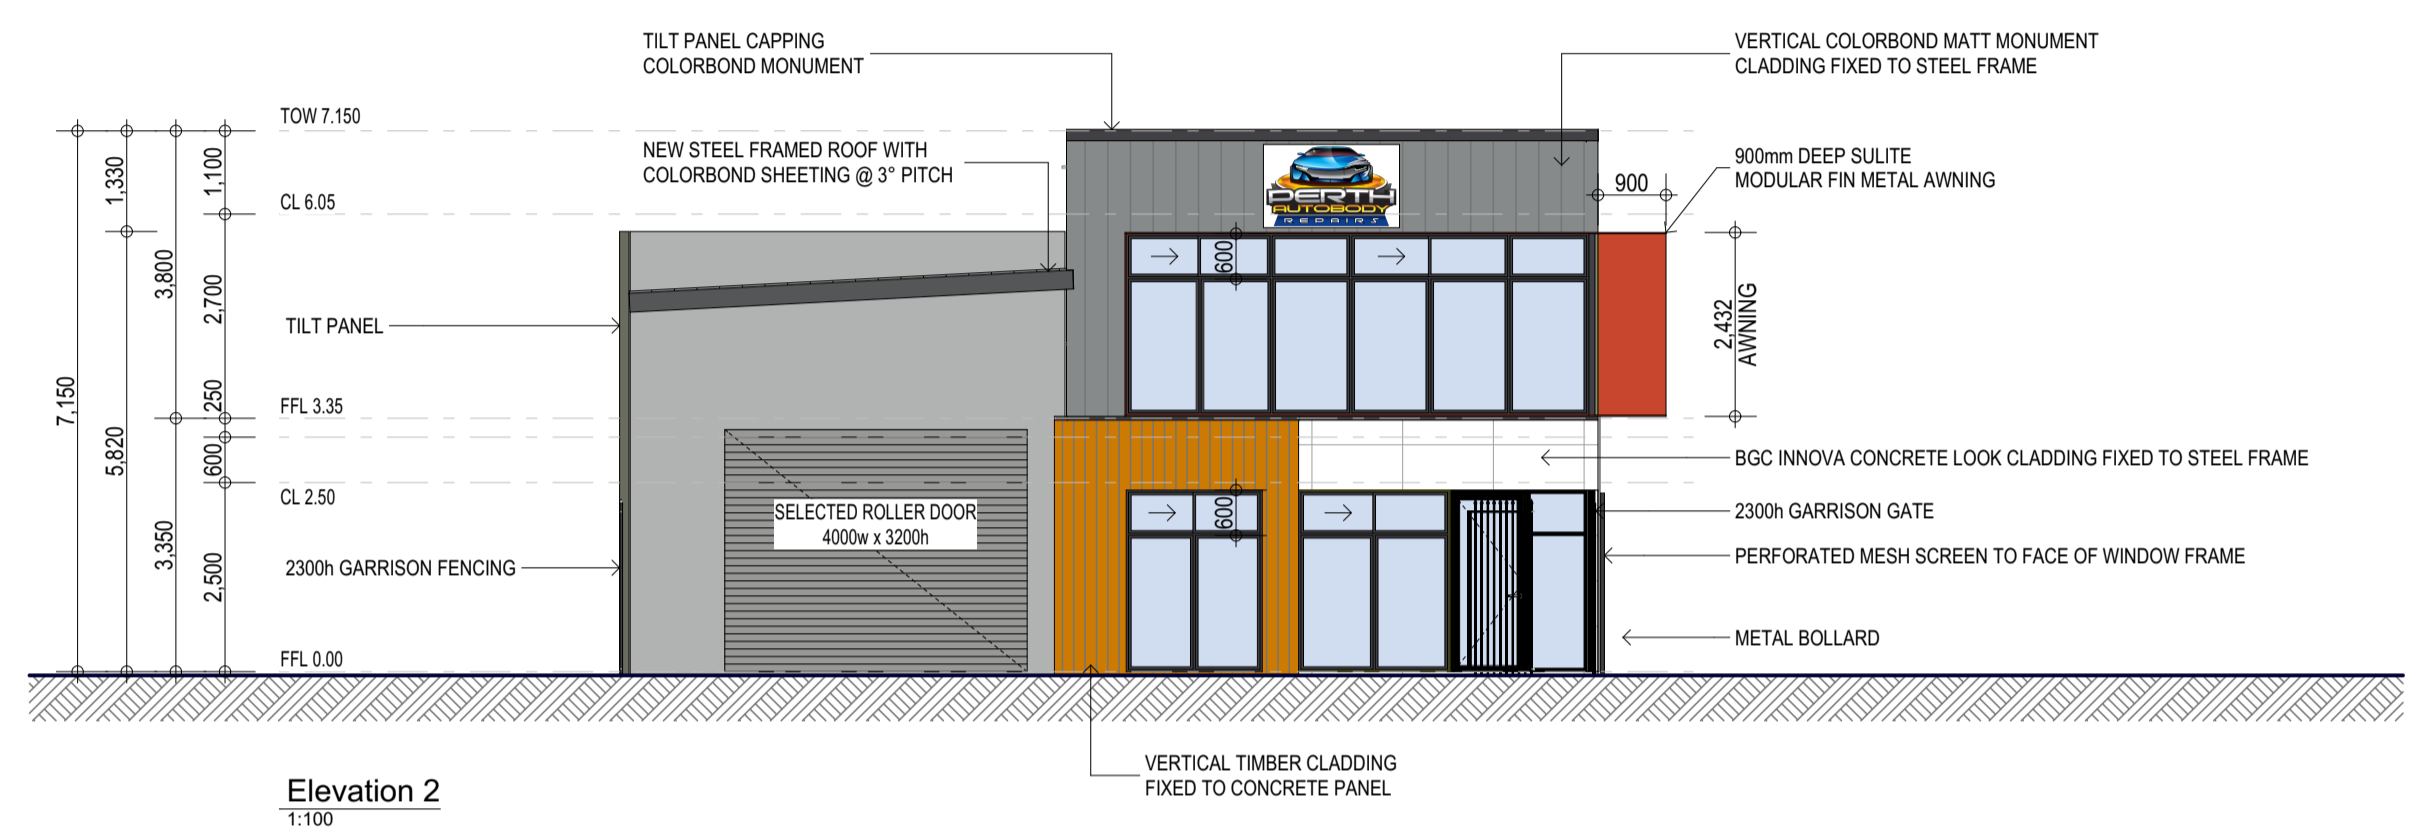 TILT PANEL CAPPING
COLORBOND MONUMENT
VERTICAL COLORBOND MATT MONUMENT
CLADDING FIXED TO STEEL FRAME
TOW 7.150
NEW STEEL FRAMED ROOF WITH
COLORBOND SHEETING @ 3° PITCH
900mm DEEP SULITE
MODULAR FIN METAL AWNING
900
1,330
1,100
CL 6.05
PERTH
AUTOBODY
REPAIRS
600
3,800
2,700
TILT PANEL
2,432
AWNING
7,150
250
FFL 3.35
5,820
600
CL 2.50
BGC INNOVA CONCRETE LOOK CLADDING FIXED TO STEEL FRAME
SELECTED ROLLER DOOR
4000w x 3200h
600
2300h GARRISON GATE
3,350
2,500
2300h GARRISON FENCING
PERFORATED MESH SCREEN TO FACE OF WINDOW FRAME
METAL BOLLARD
FFL 0.00
VERTICAL TIMBER CLADDING
FIXED TO CONCRETE PANEL
Elevation 2
1:100